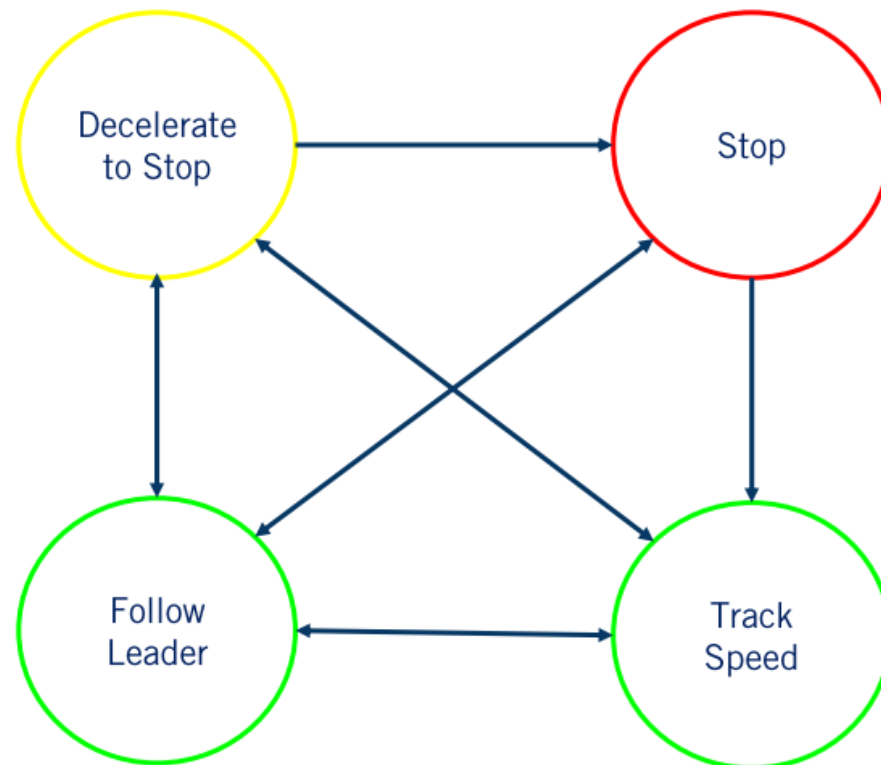 Decelerate
to Stop
Stop
Follow
Leader
Track
Speed